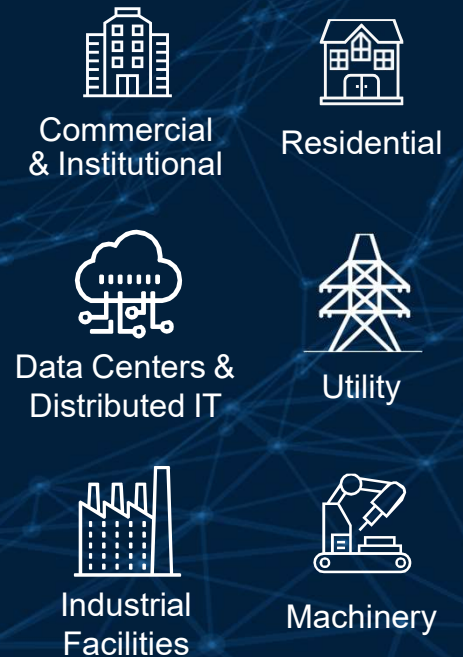 Commercial
& Institutional
Residential
Data Centers &
Distributed IT
Utility
Industrial
Facilities
Machinery